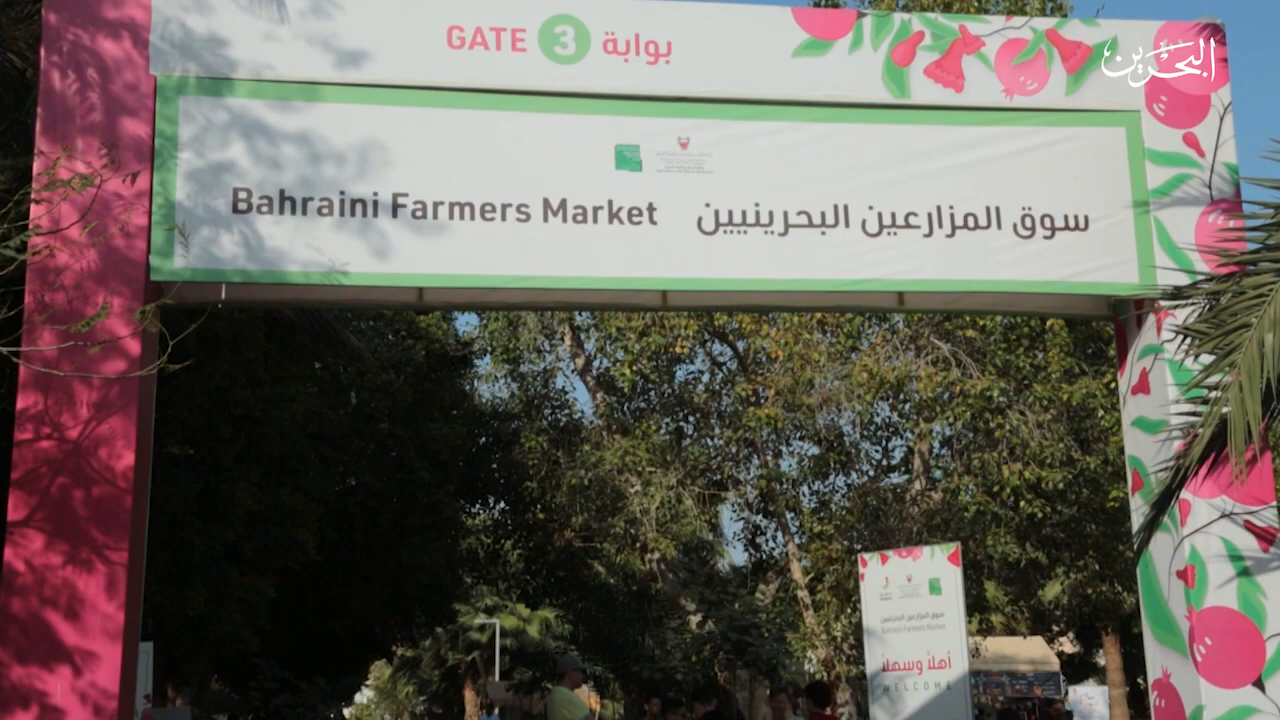 GATE 3 بوابة
البحرين
Bahraini Farmers Market سوق المزارعين البحرينيين
سوق المزارعين البحرينيين
Bahraini Farmers Market
أهلاً وسهلاً
WELCOME